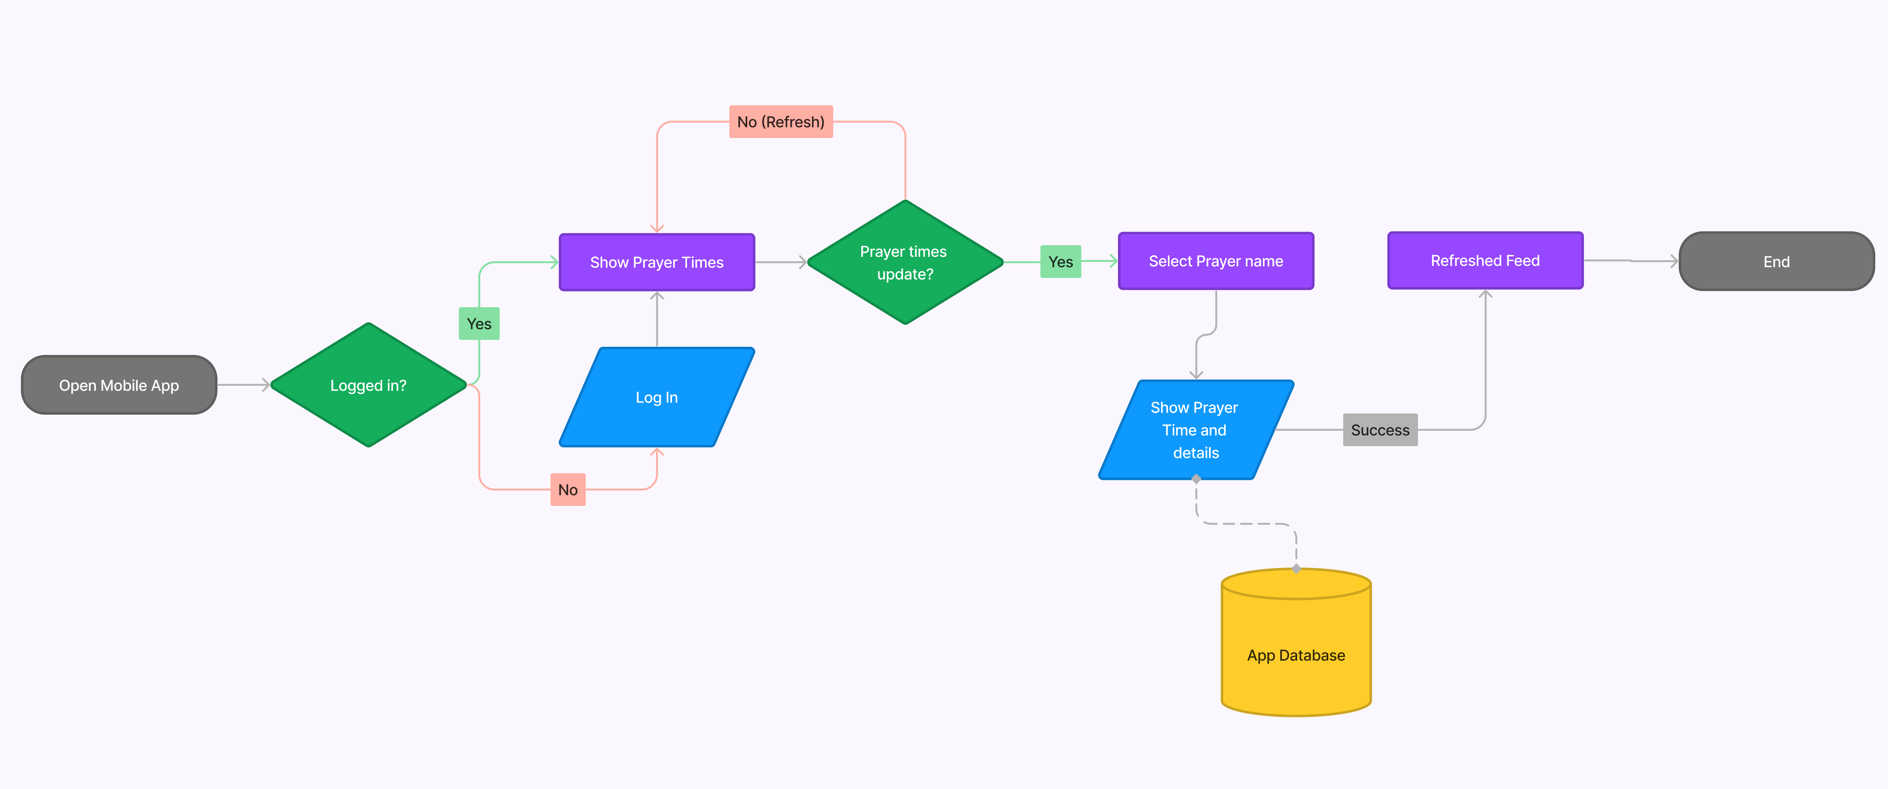 Open Mobile App
Logged in?
Yes
No
Log In
Show Prayer Times
No (Refresh)
Prayer times
update?
Yes
Select Prayer name
Show Prayer
Time and
details
App Database
Success
Refreshed Feed
End